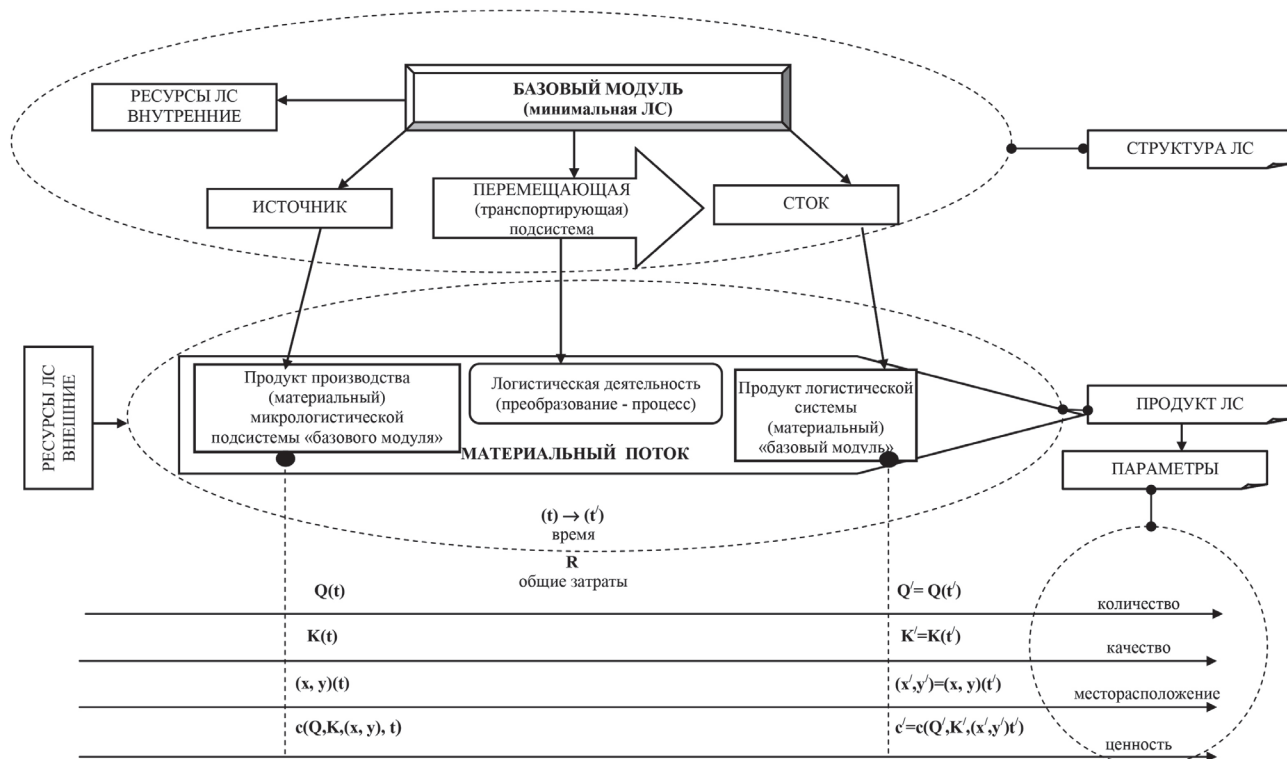 БАЗОВЫЙ МОДУЛЬ
(минимальная ЛС)
РЕСУРСЫ ЛС
ВНУТРЕННИЕ
СТРУКТУРА ЛС
ИСТОЧНИК
ПЕРЕМЕЩАЮЩАЯ
(транспортирующая)
подсистема
СТОК
РЕСУРСЫ ЛС
ВНЕШНИЕ
Продукт производства
(материальный)
микрологистической
подсистемы «базового модуля»
Логистическая деятельность
(преобразование - процесс)
Продукт логистической
системы
(материальный)
«базовый модуль»
МАТЕРИАЛЬНЫЙ ПОТОК
ПРОДУКТ ЛС
ПАРАМЕТРЫ
(t) → (t/)
время
R
общие затраты
Q(t)
Q/= Q(t/)
количество
K(t)
K/=K(t/)
качество
(x, y)(t)
(x/,y/)=(x, y)(t/)
месторасположение
c(Q,K,(x, y), t)
c/=c(Q/,K/,(x/,y/)t/)
ценность